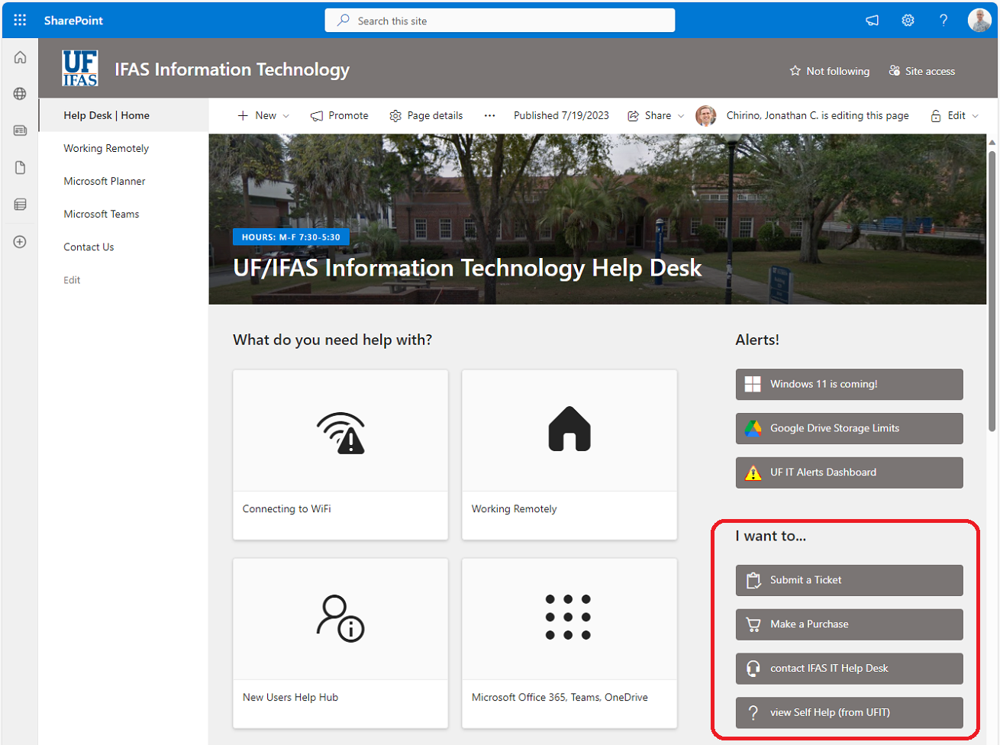 SharePoint
Search this site
UF
IFAS
IFAS Information Technology
Not following
Site access
Help Desk | Home
Working Remotely
Microsoft Planner
Microsoft Teams
Contact Us
Edit
New
Promote
Page details
Published 7/19/2023
Share
Chirino, Jonathan C. is editing this page
Edit
HOURS: M-F 7:30-5:30
UF/IFAS Information Technology Help Desk
What do you need help with?
Connecting to WiFi
Working Remotely
New Users Help Hub
Microsoft Office 365, Teams, OneDrive
Alerts!
Windows 11 is coming!
Google Drive Storage Limits
UF IT Alerts Dashboard
I want to...
Submit a Ticket
Make a Purchase
contact IFAS IT Help Desk
view Self Help (from UFIT)